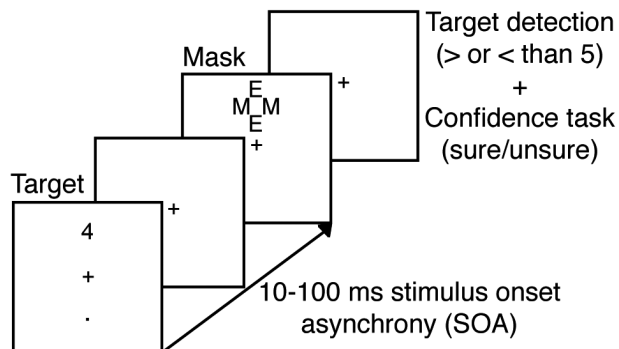 Target detection
(> or < than 5)
+
Confidence task
(sure/unsure)
Mask
E
M M
E
+
+
+
Target
4
+
.
10-100 ms stimulus onset
asynchrony (SOA)